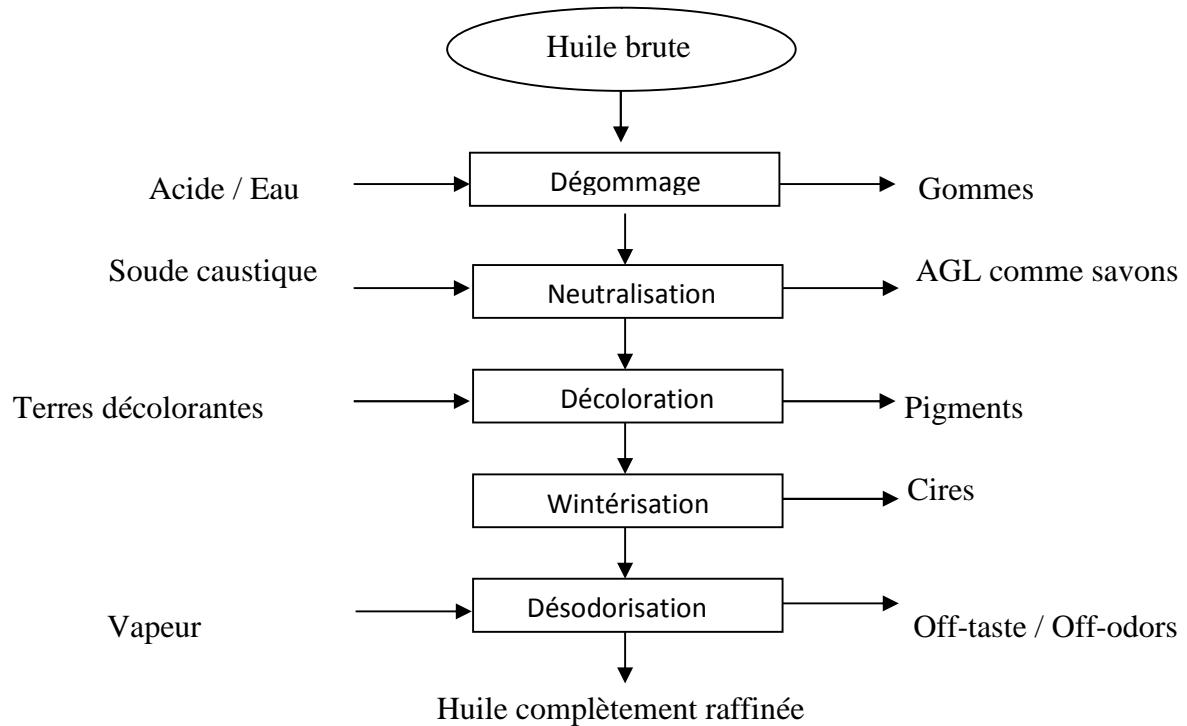 Huile brute
Acide / Eau
Dégommage
Gommes
Soude caustique
Neutralisation
AGL comme savons
Terres décolorantes
Décoloration
Pigments
Wintérisation
Cires
Vapeur
Désodorisation
Off-taste / Off-odors
Huile complètement raffinée